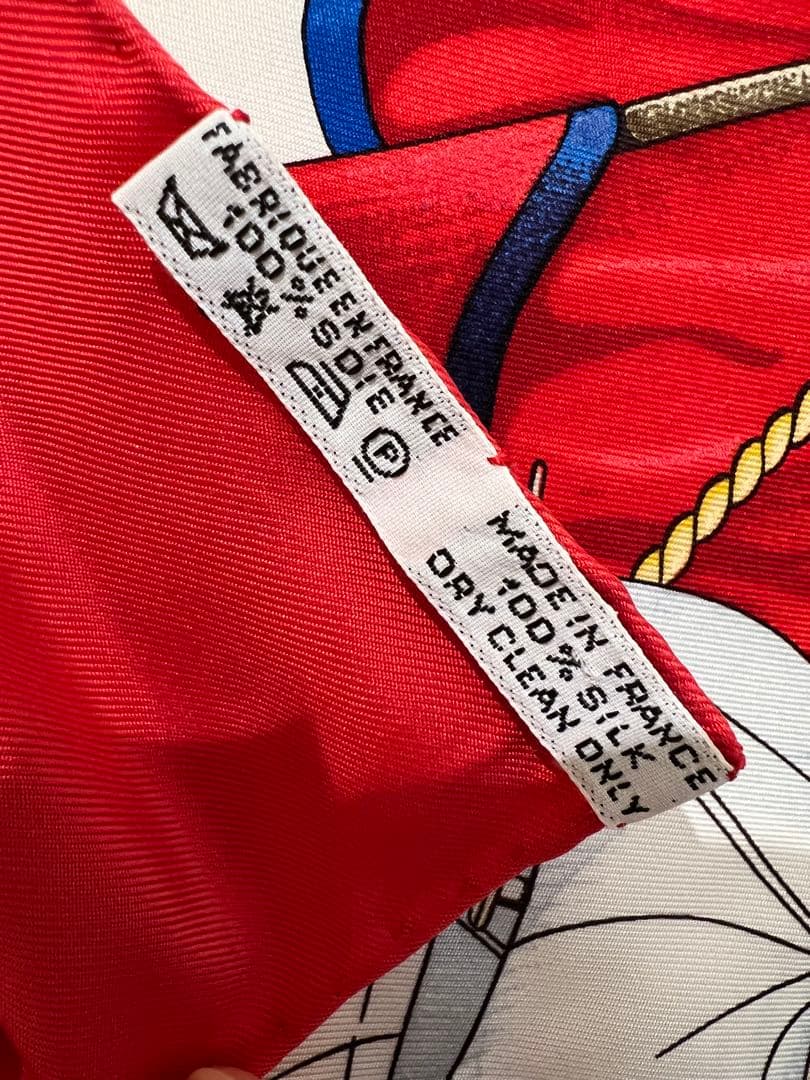 FABRIQUE EN FRANCE
100% SOIE
P
MADE IN FRANCE
100% SILK
DRY CLEAN ONLY